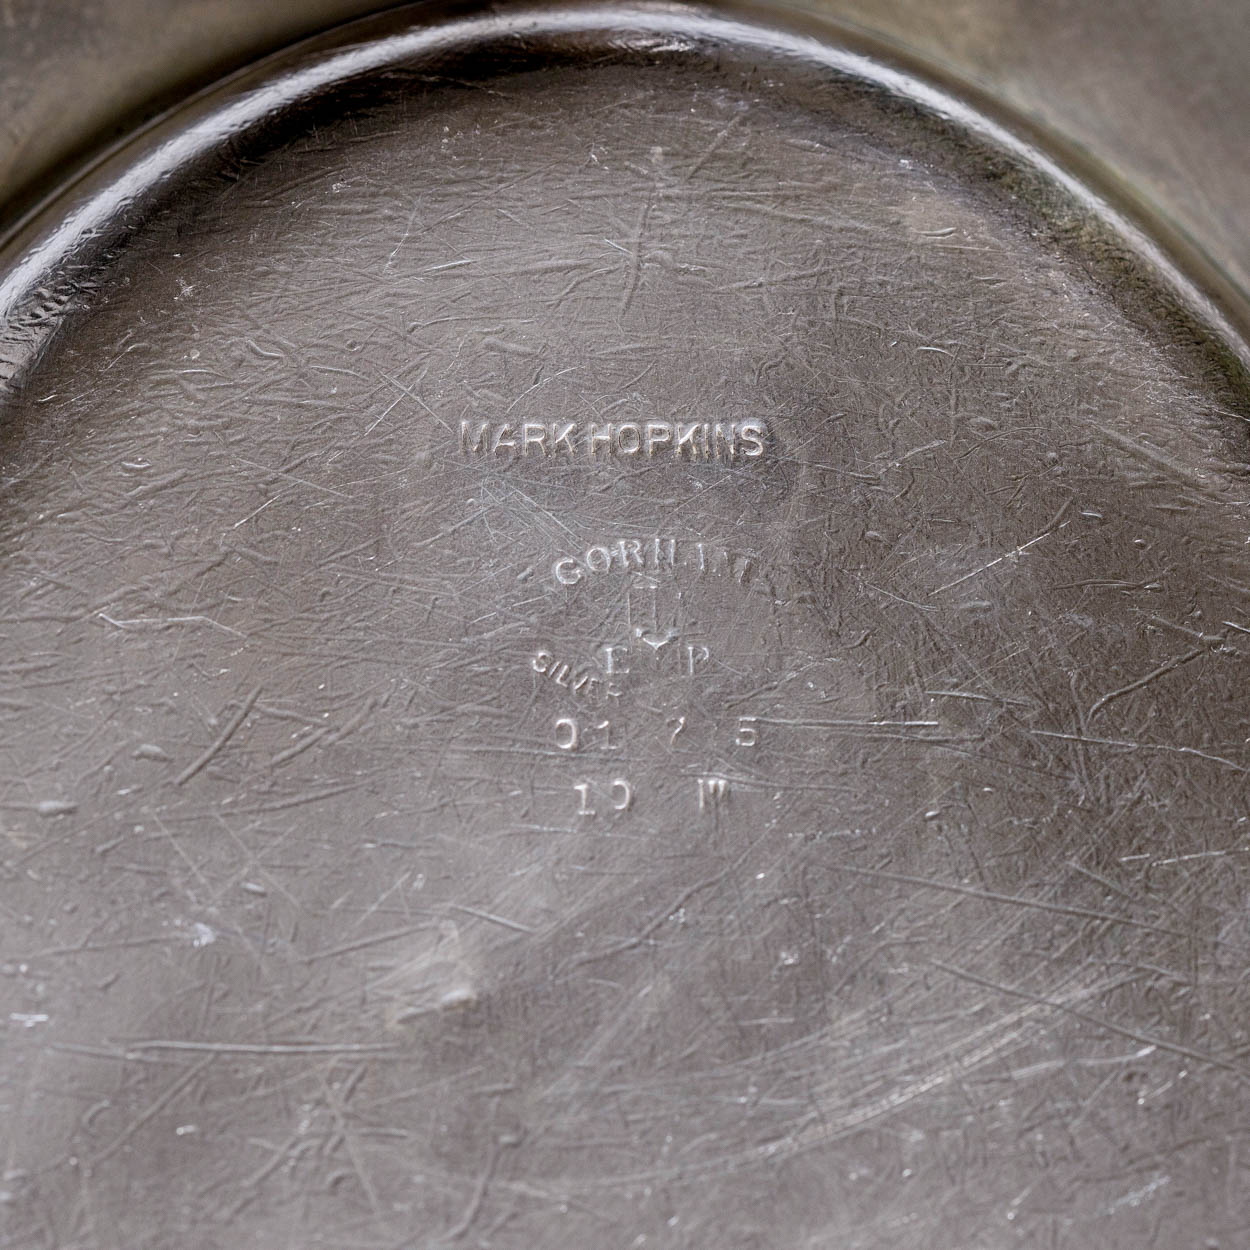 MARK HOPKINS
GORHAM
E P
SILVER
0175
10 W